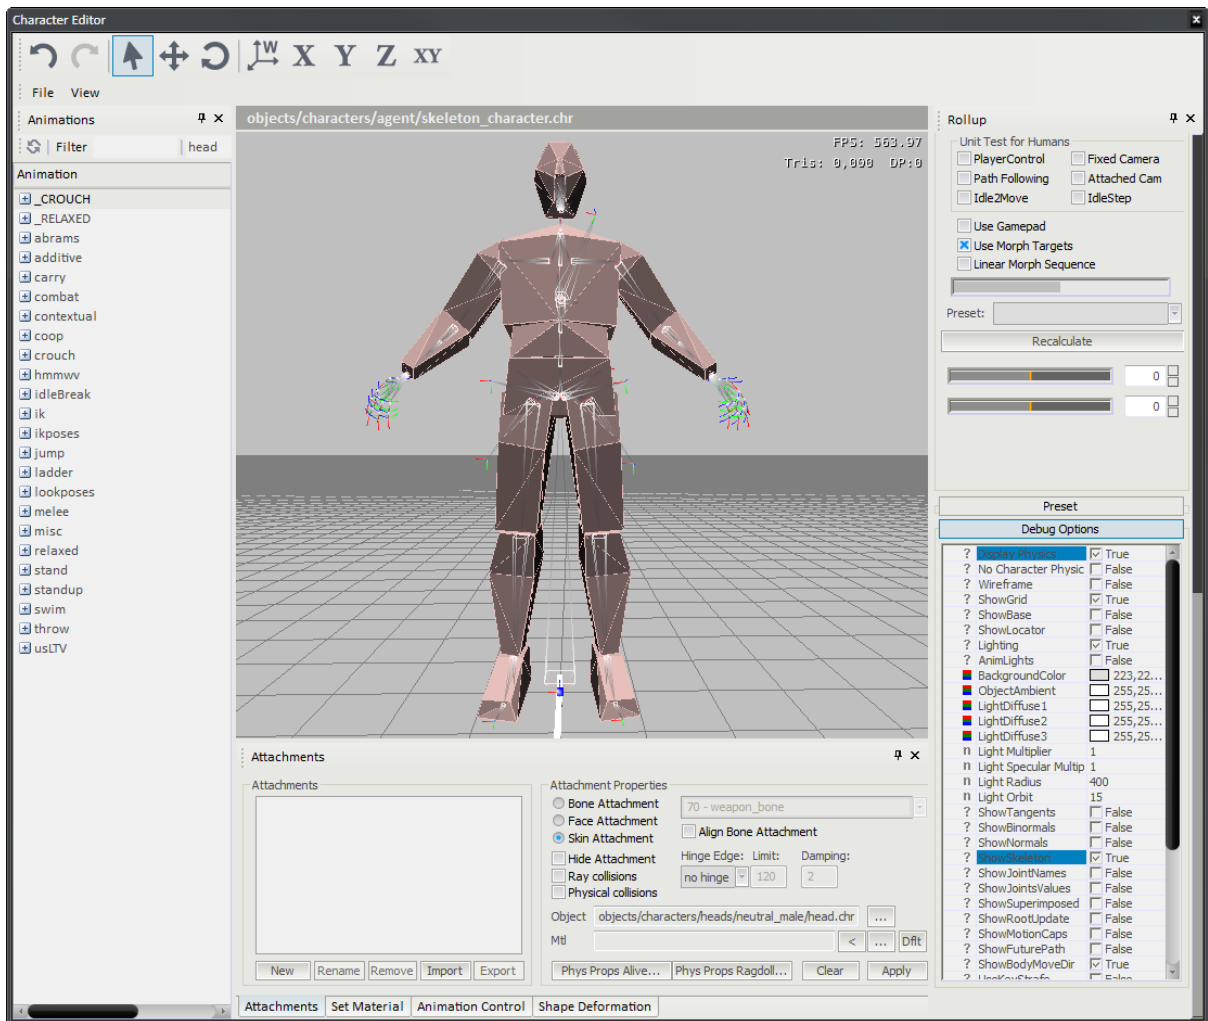 Character Editor
W X Y Z XY
File View
Animations
Filter head
Animation
_CROUCH
_RELAXED
abrams
additive
carry
combat
contextual
coop
crouch
hmmwv
idleBreak
ik
ikposes
jump
ladder
lookposes
melee
misc
relaxed
stand
standup
swim
throw
usLTV
objects/characters/agent/skeleton_character.chr
FPS: 563.97
Tris: 0,000 DP:0
Attachments
Attachments
New Rename Remove Import Export
Attachment Properties
Bone Attachment 70 - weapon_bone
Face Attachment
Skin Attachment Align Bone Attachment
Hide Attachment Hinge Edge: Limit: Damping:
Ray collisions no hinge 120 2
Physical collisions
Object objects/characters/heads/neutral_male/head.chr ...
Mtl < ... Dflt
Phys Props Alive... Phys Props Ragdoll... Clear Apply
Attachments Set Material Animation Control Shape Deformation
Rollup
Unit Test for Humans
PlayerControl Fixed Camera
Path Following Attached Cam
Idle2Move IdleStep
Use Gamepad
Use Morph Targets
Linear Morph Sequence
Preset:
Recalculate
0
0
Preset
Debug Options
? Display Physics True
? No Character Physic False
? Wireframe False
? ShowGrid True
? ShowBase False
? ShowLocator False
? Lighting True
? AnimLights False
BackgroundColor 223,22...
ObjectAmbient 255,25...
LightDiffuse1 255,25...
LightDiffuse2 255,25...
LightDiffuse3 255,25...
n Light Multiplier 1
n Light Specular Multip 1
n Light Radius 400
n Light Orbit 15
? ShowTangents False
? ShowBinormals False
? ShowNormals False
? ShowSkeleton True
? ShowJointNames False
? ShowJointsValues False
? ShowSuperimposed False
? ShowRootUpdate False
? ShowMotionCaps False
? ShowFuturePath False
? ShowBodyMoveDir True
? UseKeyStrafe False